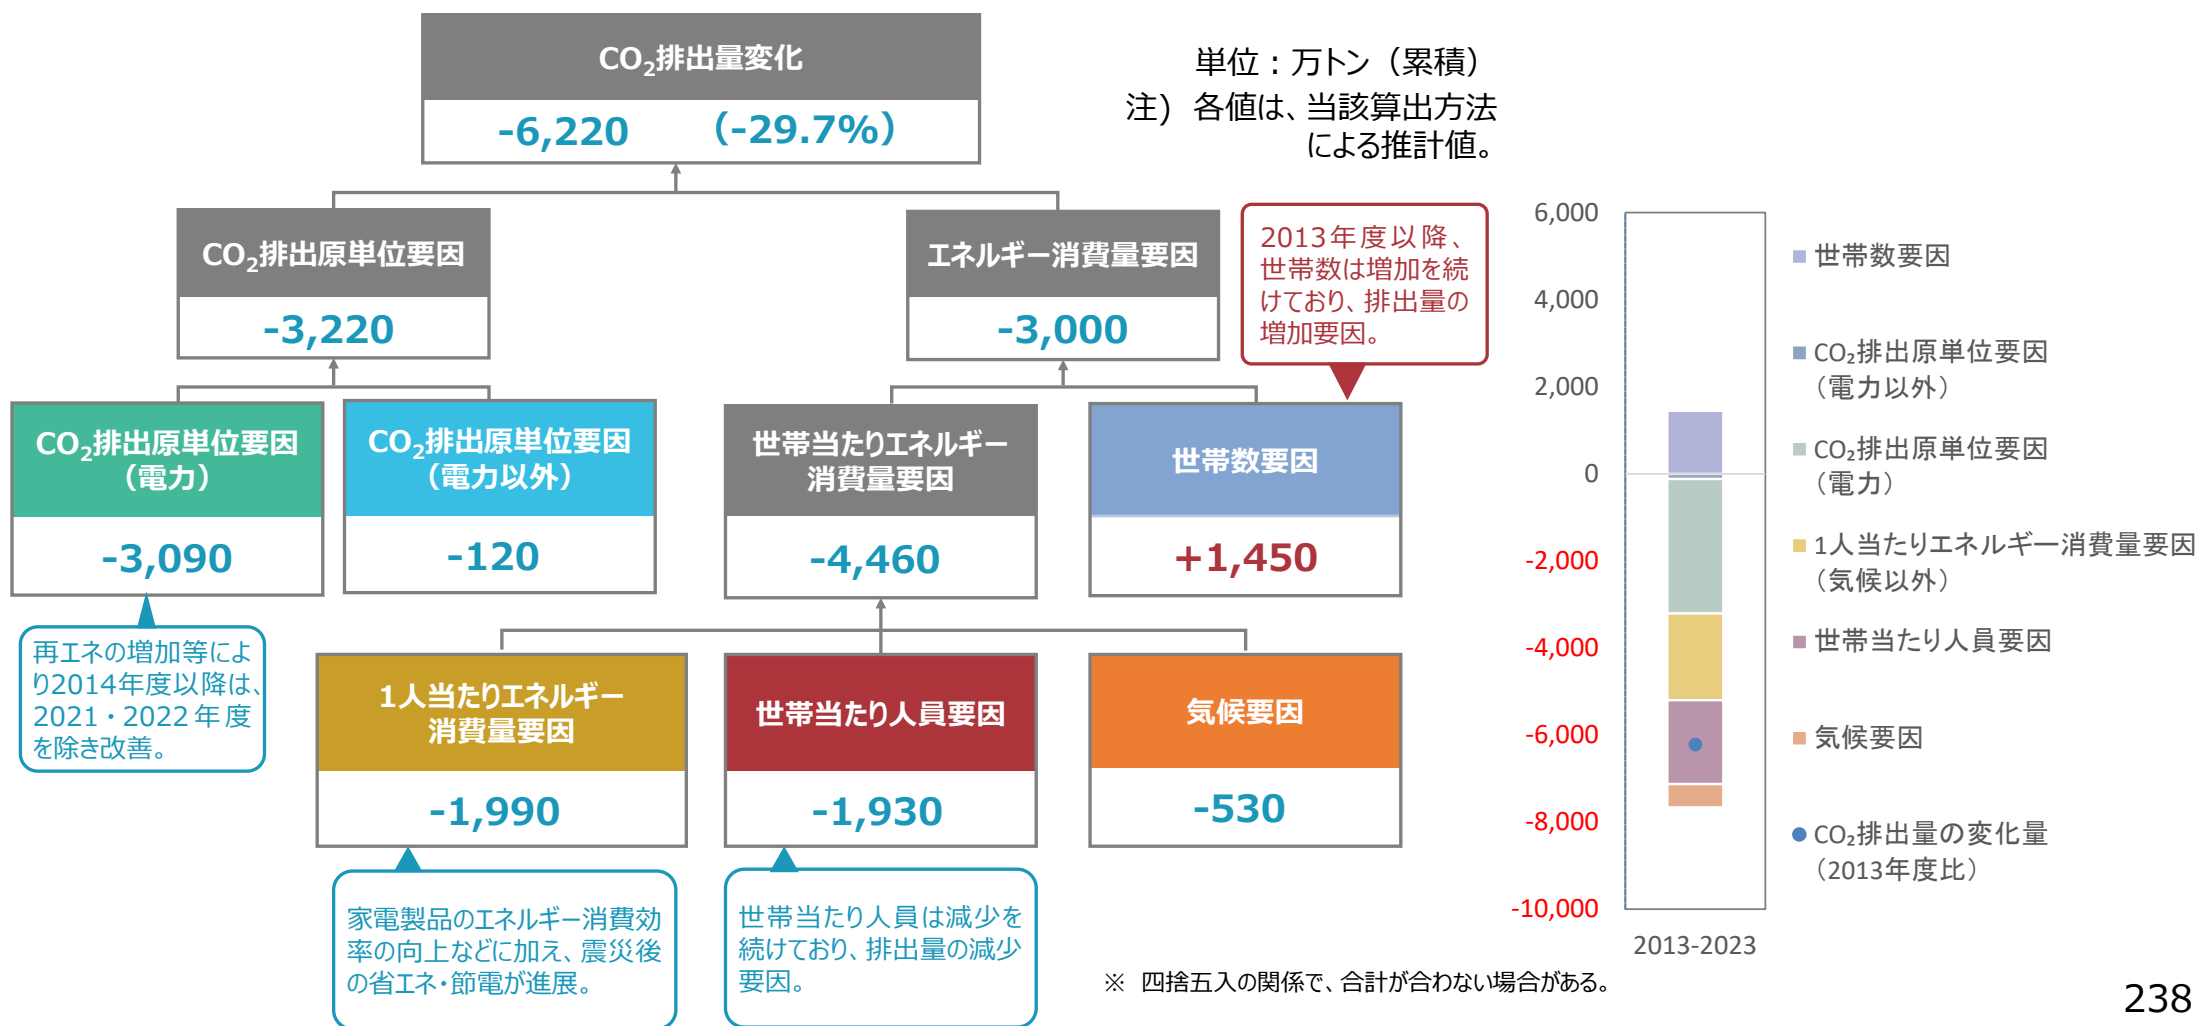 CO₂排出量変化
-6,220 (-29.7%)
単位：万トン（累積）
注) 各値は、当該算出方法
による推計値。
CO₂排出原単位要因
-3,220
エネルギー消費量要因
-3,000
2013年度以降、
世帯数は増加を続
けており、排出量の
増加要因。
CO₂排出原単位要因
（電力）
-3,090
CO₂排出原単位要因
（電力以外）
-120
世帯当たりエネルギー
消費量要因
-4,460
世帯数要因
+1,450
再エネの増加等によ
り2014年度以降は、
2021・2022年度
を除き改善。
1人当たりエネルギー
消費量要因
-1,990
世帯当たり人員要因
-1,930
気候要因
-530
家電製品のエネルギー消費効
率の向上などに加え、震災後
の省エネ・節電が進展。
世帯当たり人員は減少を
続けており、排出量の減少
要因。
6,000
4,000
2,000
0
-2,000
-4,000
-6,000
-8,000
-10,000
2013-2023
世帯数要因
CO₂排出原単位要因
（電力以外）
CO₂排出原単位要因
（電力）
1人当たりエネルギー消費量要因
（気候以外）
世帯当たり人員要因
気候要因
CO₂排出量の変化量
（2013年度比）
※ 四捨五入の関係で、合計が合わない場合がある。
238